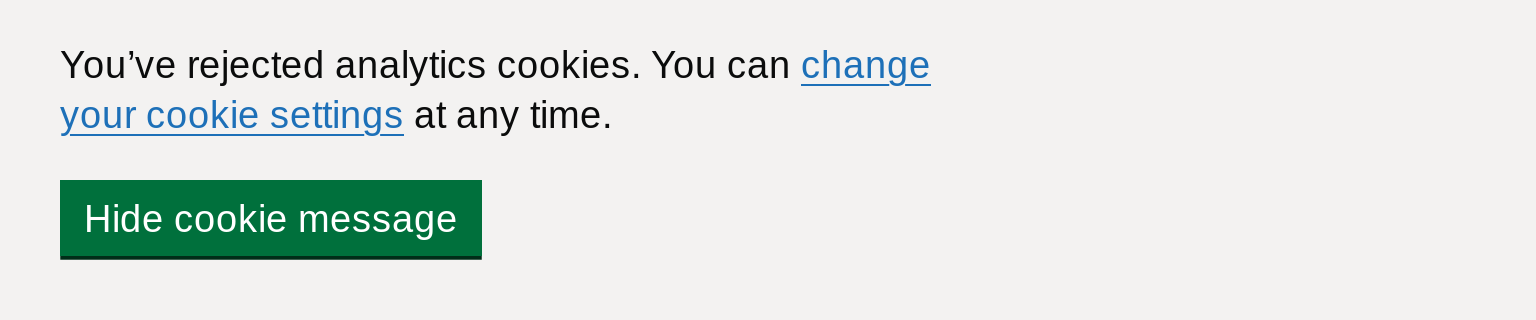 You’ve rejected analytics cookies. You can change
your cookie settings at any time.
Hide cookie message